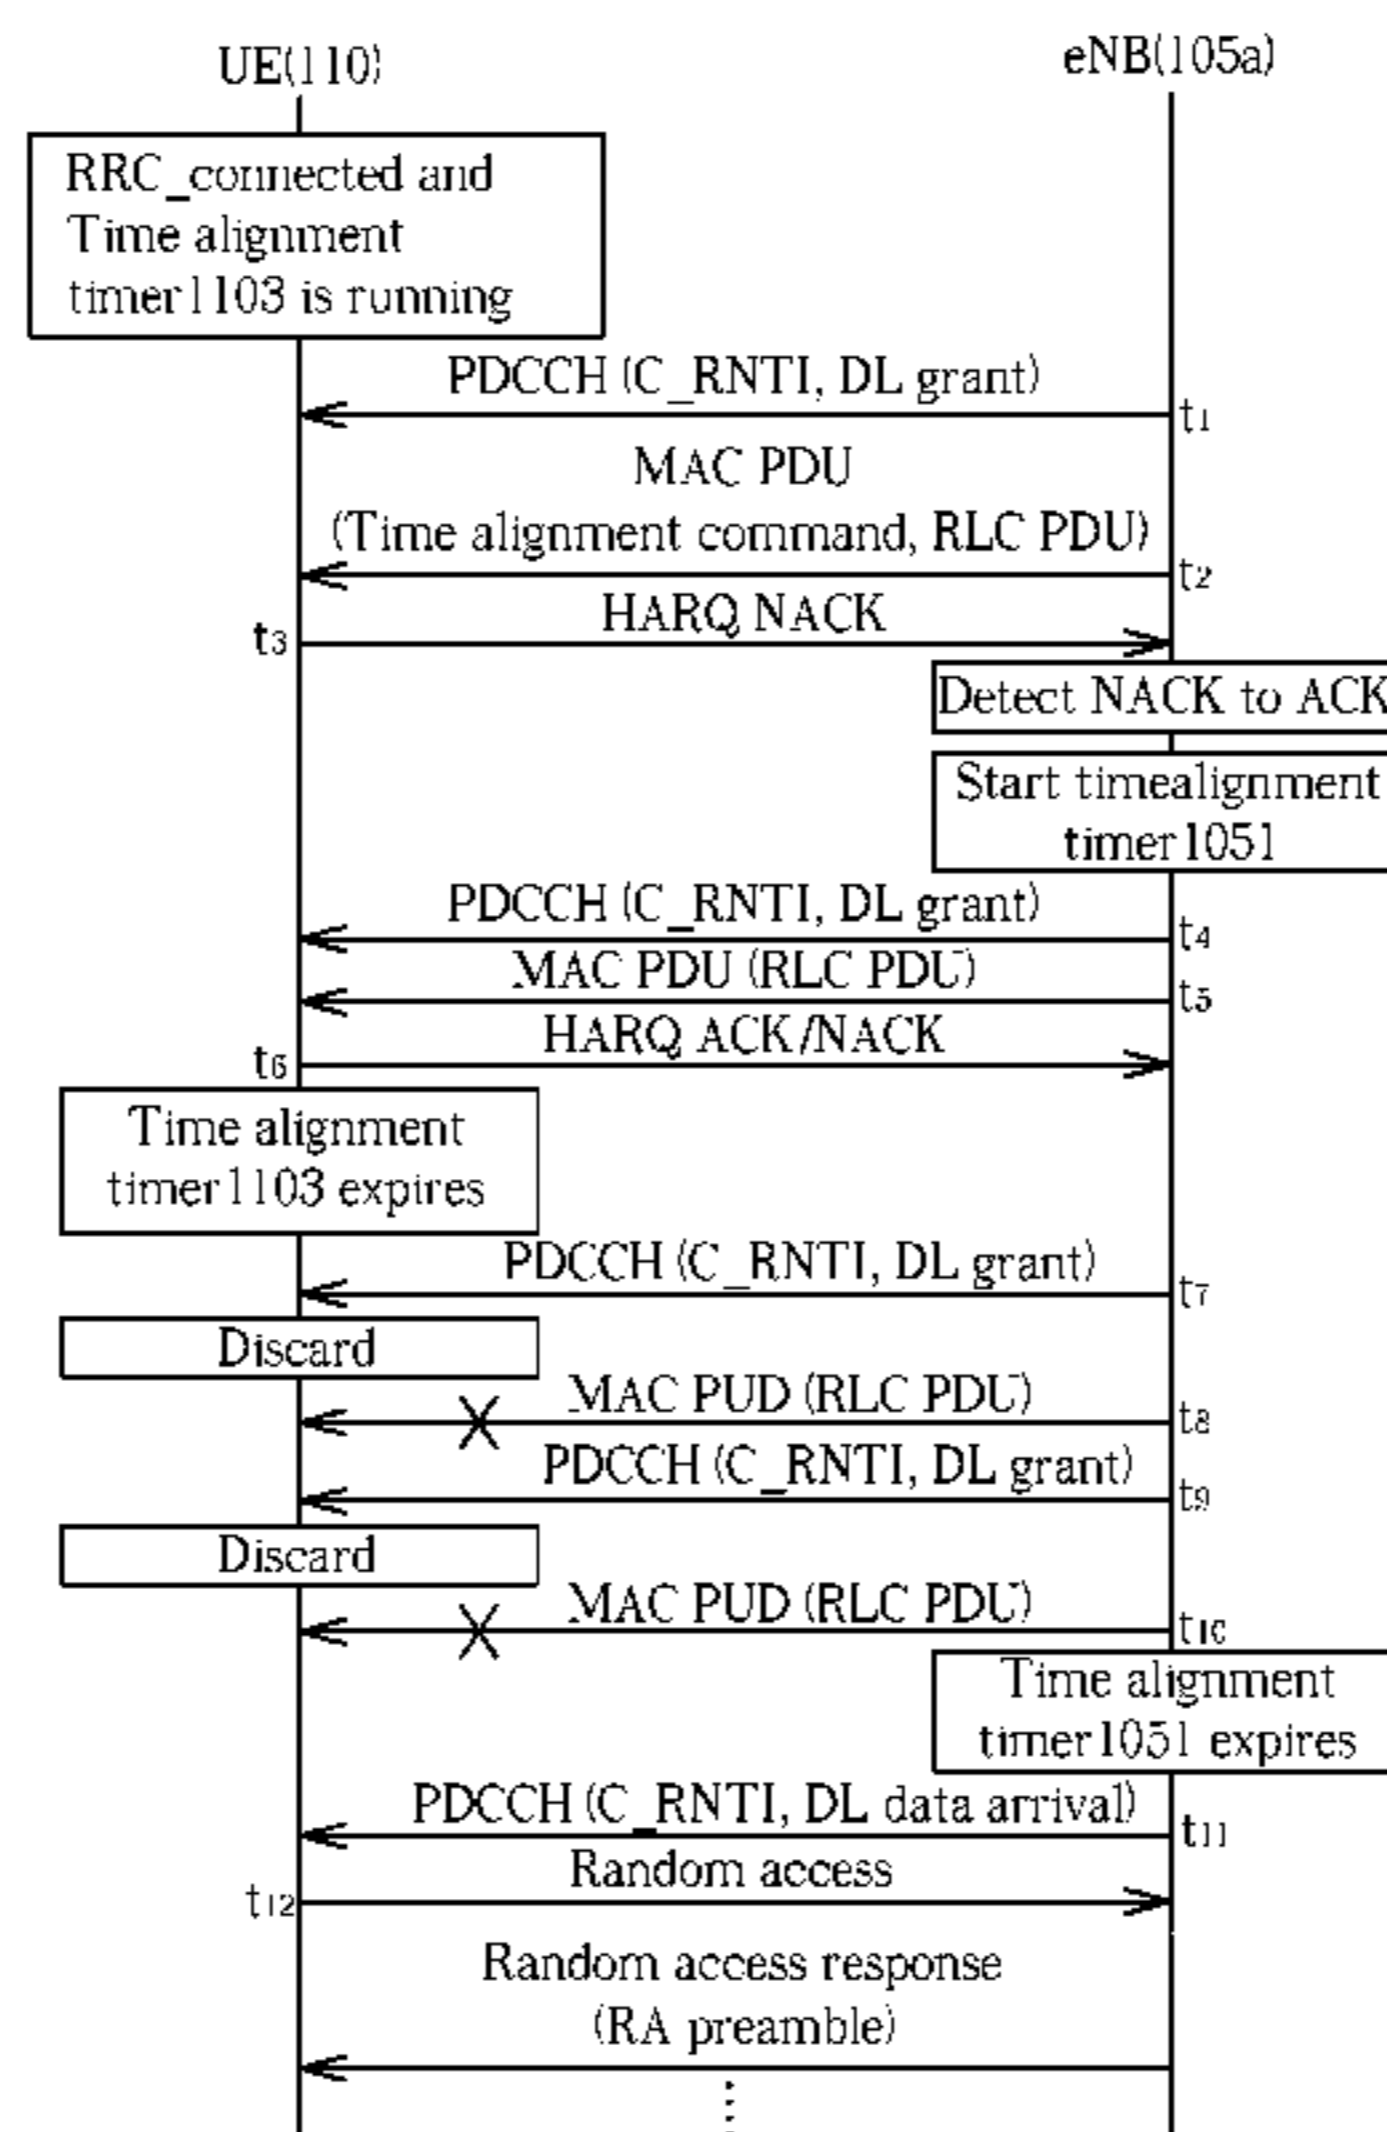 UE(110)
eNB(105a)
RRC_connected and
Time alignment
timer1103 is running
PDCCH (C_RNTI, DL grant)
t1
MAC PDU
(Time alignment command, RLC PDU)
t2
HARQ NACK
t3
Detect NACK to ACK
Start timealignment
timer1051
PDCCH (C_RNTI, DL grant)
t4
MAC PDU (RLC PDU)
t5
HARQ ACK/NACK
t6
Time alignment
timer1103 expires
PDCCH (C_RNTI, DL grant)
t7
Discard
MAC PUD (RLC PDU)
t8
PDCCH (C_RNTI, DL grant)
t9
Discard
MAC PUD (RLC PDU)
t10
Time alignment
timer1051 expires
PDCCH (C_RNTI, DL data arrival)
t11
Random access
t12
Random access response
(RA preamble)